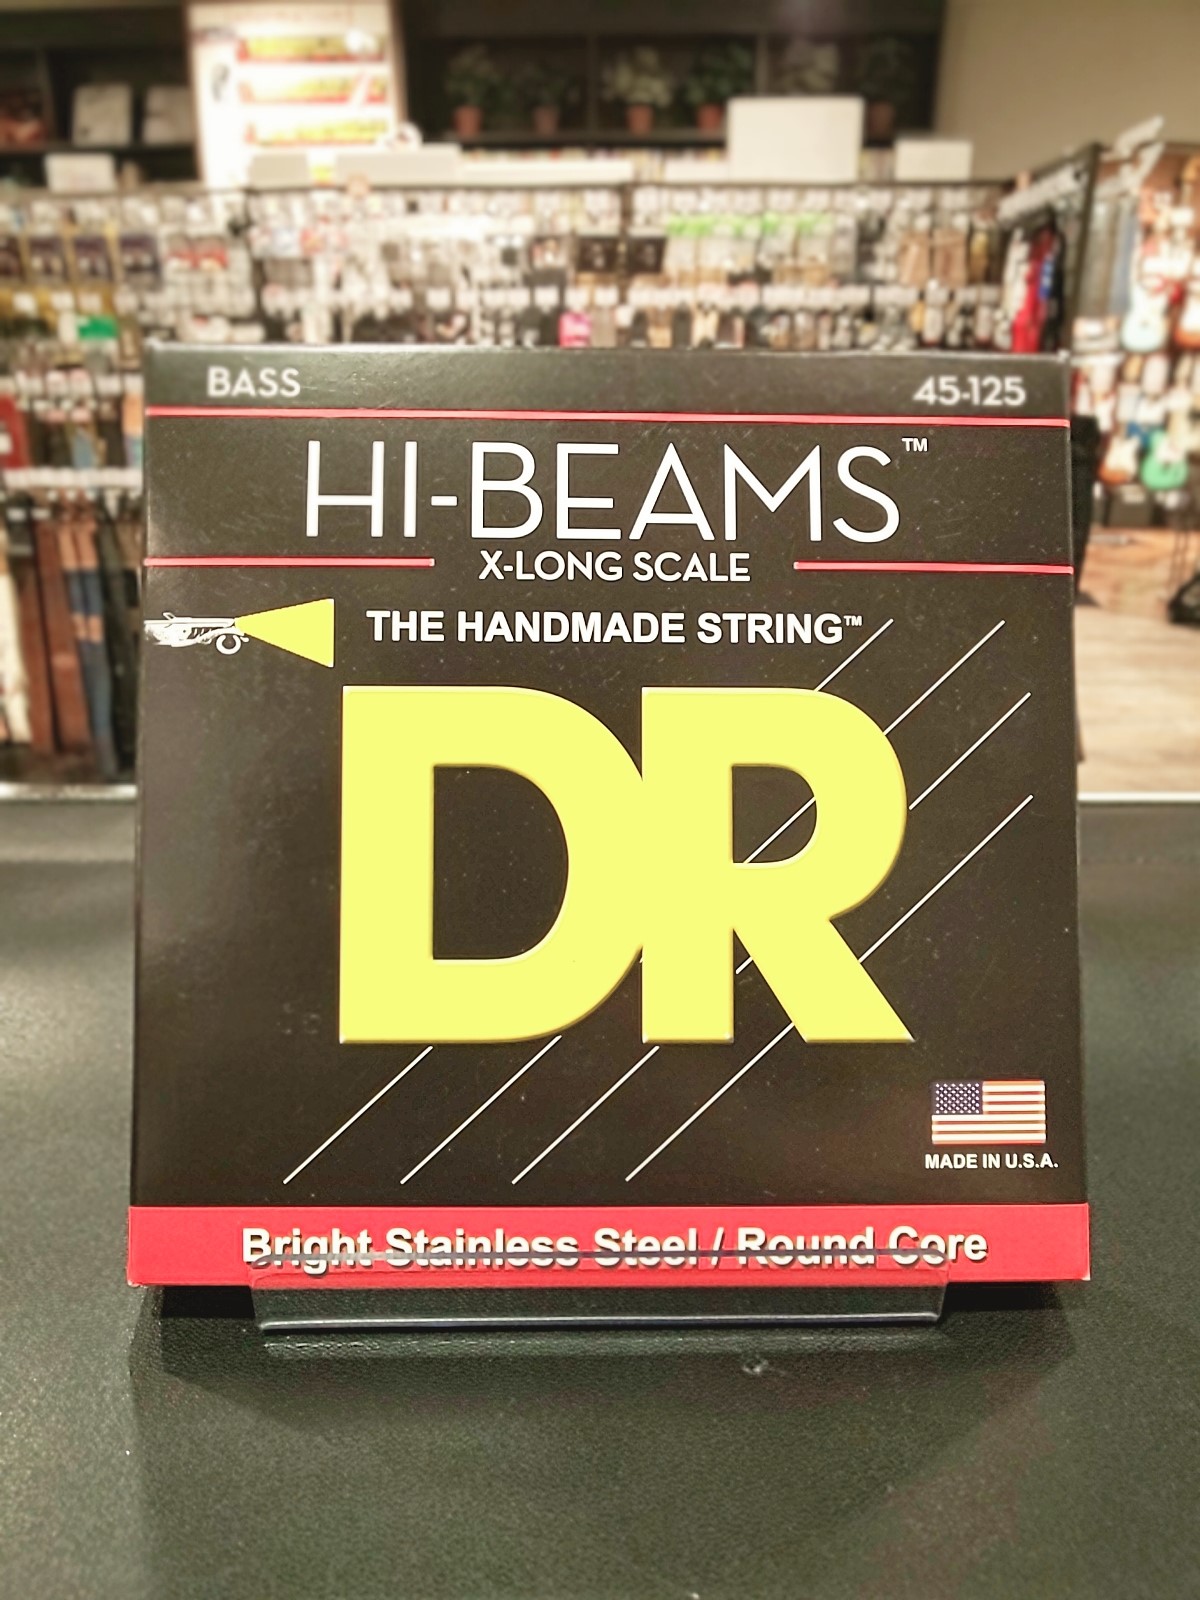 BASS
45-125
HI-BEAMS™
X-LONG SCALE
THE HANDMADE STRING™
DR
MADE IN U.S.A.
Bright Stainless Steel / Round Core